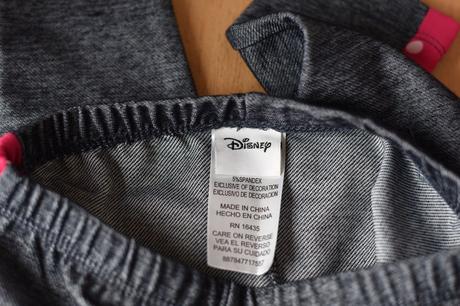 Disney
5%SPANDEX
EXCLUSIVE OF DECORATION
EXCLUSIVO DE DECORACION
MADE IN CHINA
HECHO EN CHINA
RN 16435
CARE ON REVERSE
VEA EL REVERSO
PARA SU CUIDADO